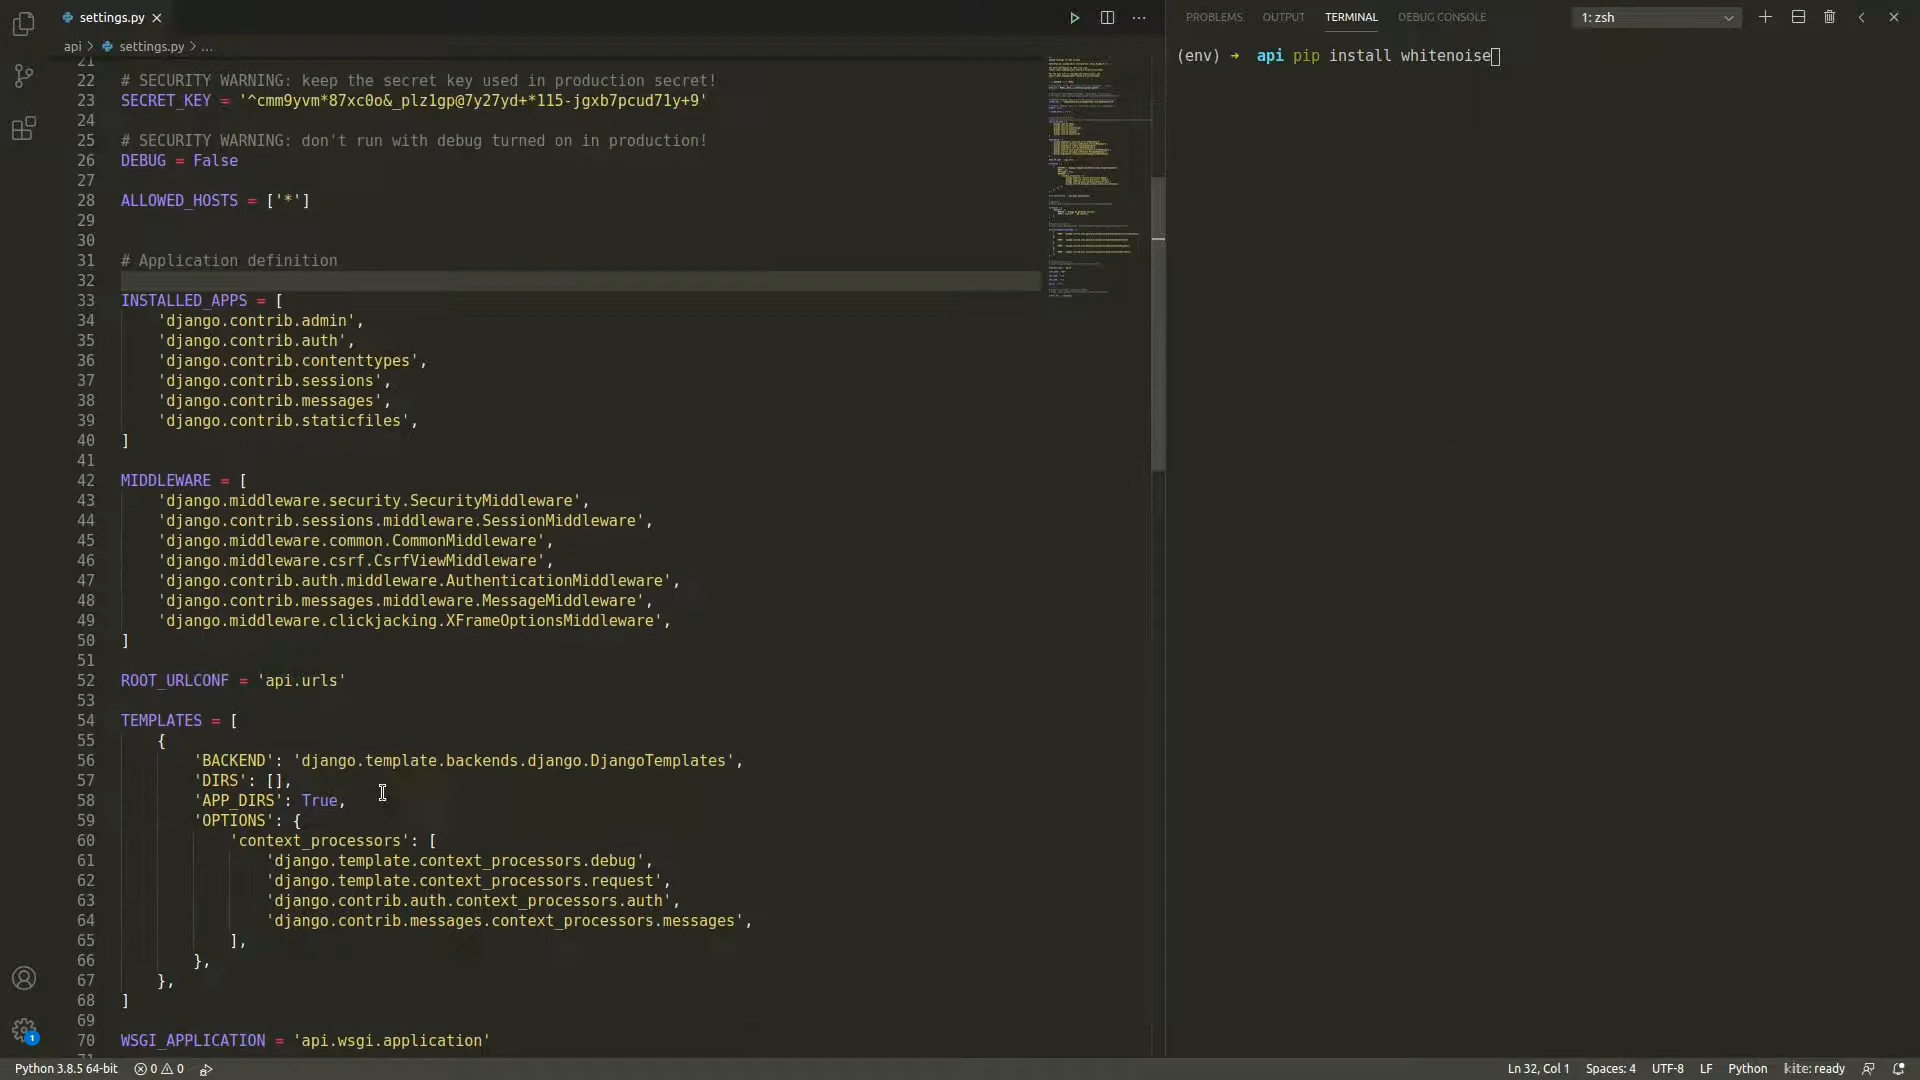 settings.py
PROBLEMS OUTPUT TERMINAL DEBUG CONSOLE 1: zsh
api > settings.py > ...
(env) → api pip install whitenoise
21
22 # SECURITY WARNING: keep the secret key used in production secret!
23 SECRET_KEY = '^cmm9yvm*87xc0o&_plz1gp@7y27yd+*115-jgxb7pcud71y+9'
24
25 # SECURITY WARNING: don't run with debug turned on in production!
26 DEBUG = False
27
28 ALLOWED_HOSTS = ['*']
29
30
31 # Application definition
32
33 INSTALLED_APPS = [
34 'django.contrib.admin',
35 'django.contrib.auth',
36 'django.contrib.contenttypes',
37 'django.contrib.sessions',
38 'django.contrib.messages',
39 'django.contrib.staticfiles',
40 ]
41
42 MIDDLEWARE = [
43 'django.middleware.security.SecurityMiddleware',
44 'django.contrib.sessions.middleware.SessionMiddleware',
45 'django.middleware.common.CommonMiddleware',
46 'django.middleware.csrf.CsrfViewMiddleware',
47 'django.contrib.auth.middleware.AuthenticationMiddleware',
48 'django.contrib.messages.middleware.MessageMiddleware',
49 'django.middleware.clickjacking.XFrameOptionsMiddleware',
50 ]
51
52 ROOT_URLCONF = 'api.urls'
53
54 TEMPLATES = [
55 {
56 'BACKEND': 'django.template.backends.django.DjangoTemplates',
57 'DIRS': [],
58 'APP_DIRS': True,
59 'OPTIONS': {
60 'context_processors': [
61 'django.template.context_processors.debug',
62 'django.template.context_processors.request',
63 'django.contrib.auth.context_processors.auth',
64 'django.contrib.messages.context_processors.messages',
65 ],
66 },
67 },
68 ]
69
70 WSGI_APPLICATION = 'api.wsgi.application'
1
Python 3.8.5 64-bit 0 0 Ln 32, Col 1 Spaces: 4 UTF-8 LF Python kite: ready